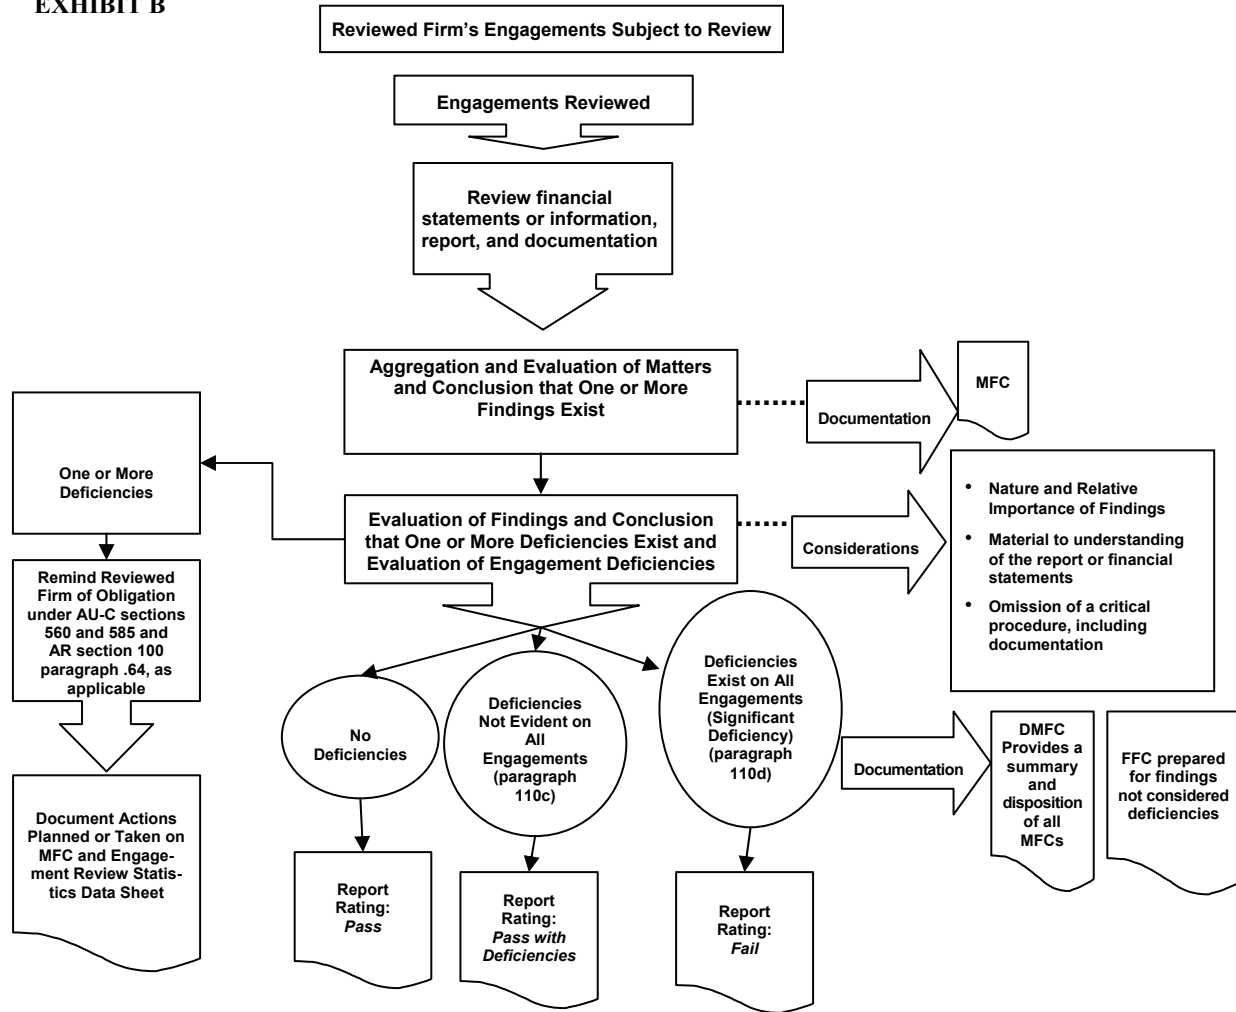 EXHIBIT B
Reviewed Firm's Engagements Subject to Review
Engagements Reviewed
Review financial
statements or information,
report, and documentation
Aggregation and Evaluation of Matters
and Conclusion that One or More
Findings Exist
Documentation
MFC
One or More
Deficiencies
Evaluation of Findings and Conclusion
that One or More Deficiencies Exist and
Evaluation of Engagement Deficiencies
Considerations
• Nature and Relative
Importance of Findings
• Material to understanding
of the report or financial
statements
• Omission of a critical
procedure, including
documentation
Remind Reviewed
Firm of Obligation
under AU-C sections
560 and 585 and
AR section 100
paragraph .64, as
applicable
No
Deficiencies
Deficiencies
Not Evident on
All
Engagements
(paragraph
110c)
Deficiencies
Exist on All
Engagements
(Significant
Deficiency)
(paragraph
110d)
Documentation
DMFC
Provides a
summary
and
disposition
of all
MFCs
FFC prepared
for findings
not considered
deficiencies
Document Actions
Planned or Taken on
MFC and Engage-
ment Review Statis-
tics Data Sheet
Report
Rating:
Pass
Report
Rating:
Pass with
Deficiencies
Report
Rating:
Fail